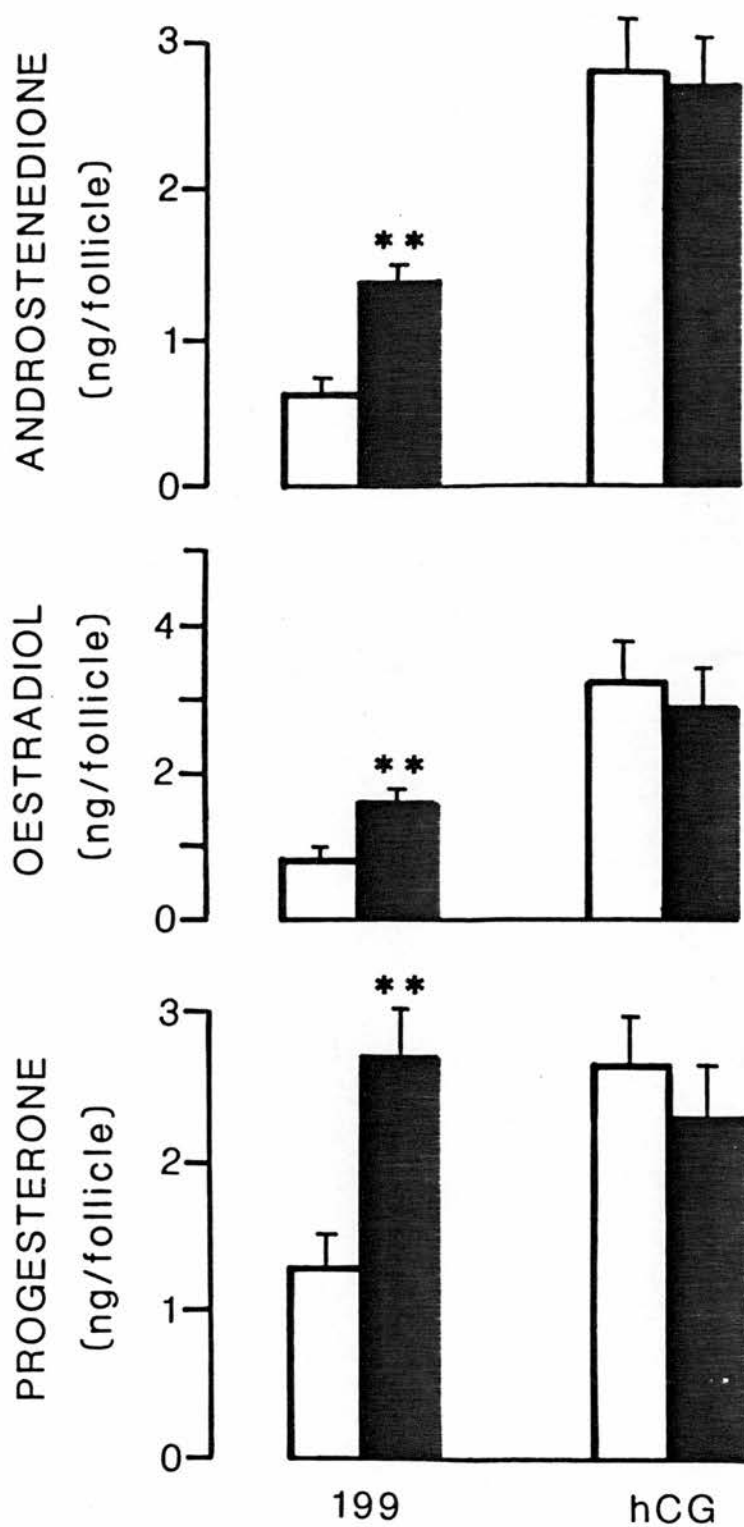 ANDROSTENEDIONE
(ng/follicle)
3
2
1
0
**
OESTRADIOL
(ng/follicle)
4
2
1
0
**
PROGESTERONE
(ng/follicle)
3
2
1
0
**
199 hCG